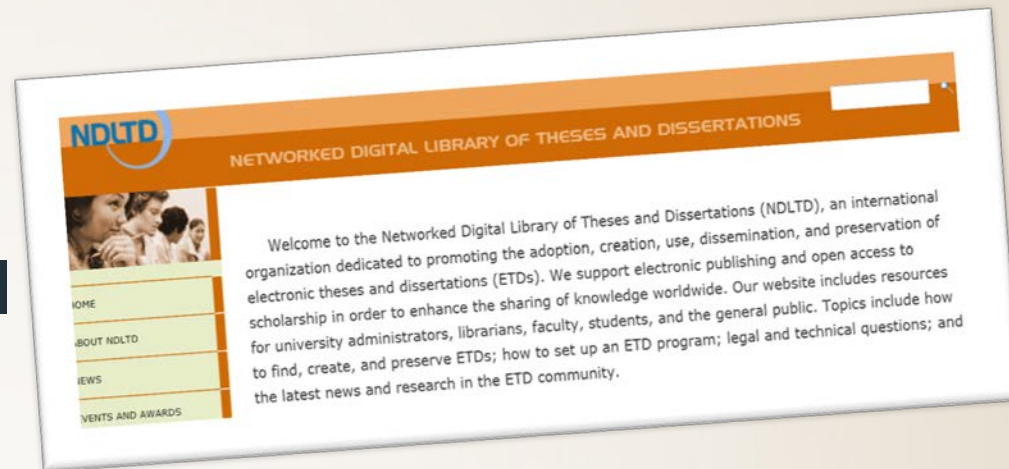 NDLTD
NETWORKED DIGITAL LIBRARY OF THESES AND DISSERTATIONS
Welcome to the Networked Digital Library of Theses and Dissertations (NDLTD), an international
organization dedicated to promoting the adoption, creation, use, dissemination, and preservation of
electronic theses and dissertations (ETDs). We support electronic publishing and open access to
scholarship in order to enhance the sharing of knowledge worldwide. Our website includes resources
for university administrators, librarians, faculty, students, and the general public. Topics include how
to find, create, and preserve ETDs; how to set up an ETD program; legal and technical questions; and
the latest news and research in the ETD community.
HOME
ABOUT NDLTD
NEWS
EVENTS AND AWARDS